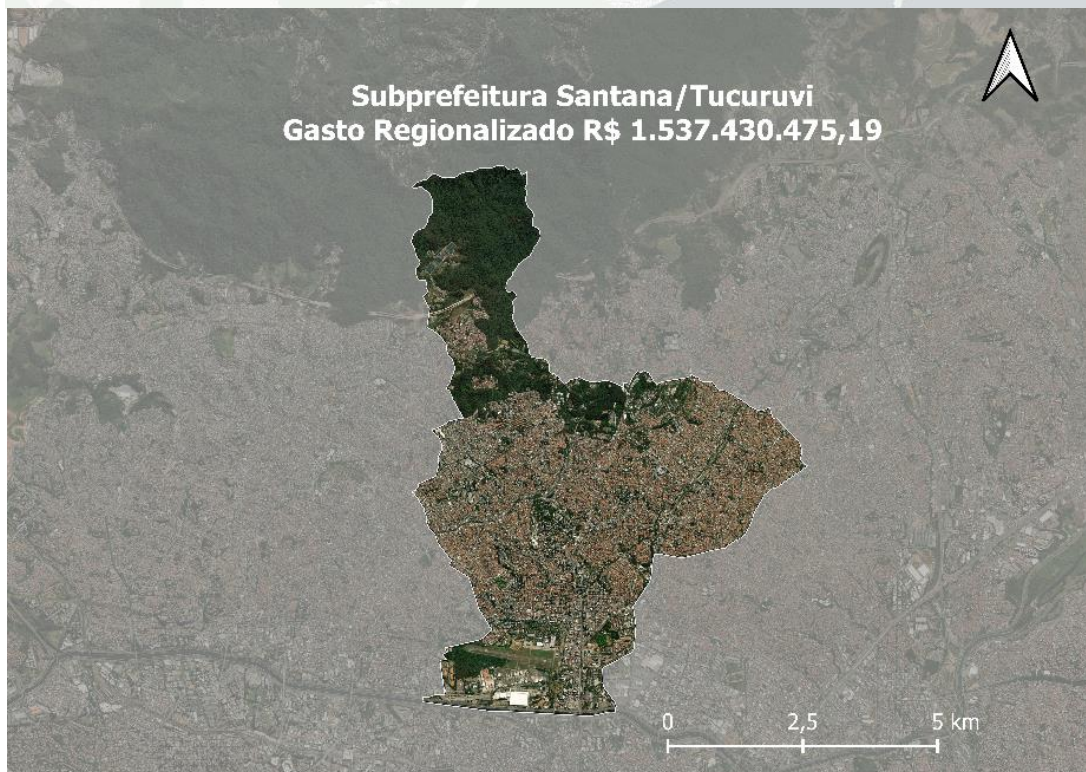 Subprefeitura Santana/Tucuruvi
Gasto Regionalizado R$ 1.537.430.475,19
0 2,5 5 km